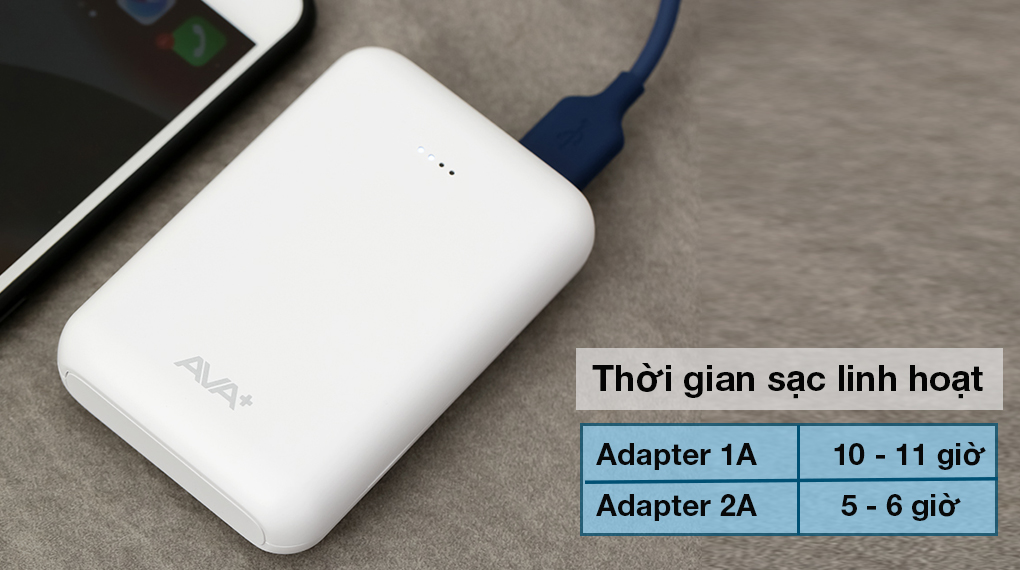 AVA+
Thời gian sạc linh hoạt
Adapter 1A 10 - 11 giờ
Adapter 2A 5 - 6 giờ